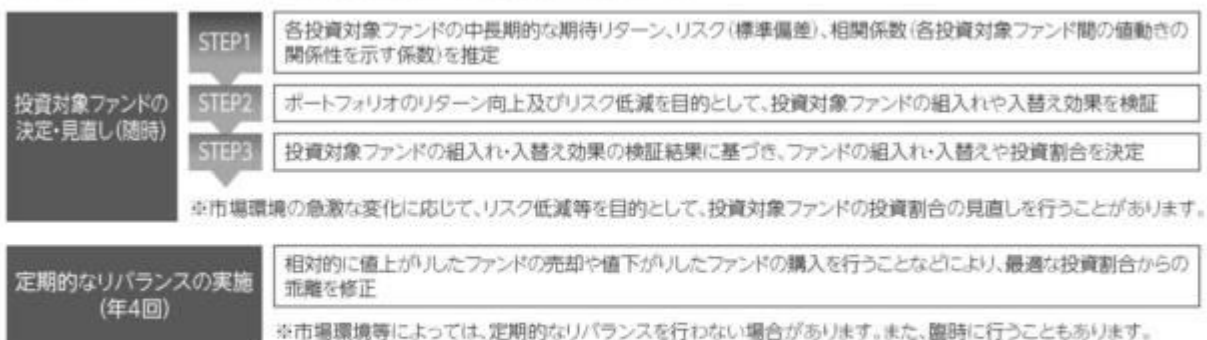 投資対象ファンドの
決定・見直し(随時)
STEP1
各投資対象ファンドの中長期的な期待リターン、リスク(標準偏差)、相関係数(各投資対象ファンド間の値動きの
関係性を示す係数)を推定
STEP2
ポートフォリオのリターン向上及びリスク低減を目的として、投資対象ファンドの組入れや入替え効果を検証
STEP3
投資対象ファンドの組入れ・入替え効果の検証結果に基づき、ファンドの組入れ・入替えや投資割合を決定
※市場環境の急激な変化に応じて、リスク低減等を目的として、投資対象ファンドの投資割合の見直しを行うことがあります。
定期的なリバランスの実施
(年4回)
相対的に値上がりしたファンドの売却や値下がりしたファンドの購入を行うことなどにより、最適な投資割合からの
乖離を修正
※市場環境等によっては、定期的なリバランスを行わない場合があります。また、臨時に行うこともあります。